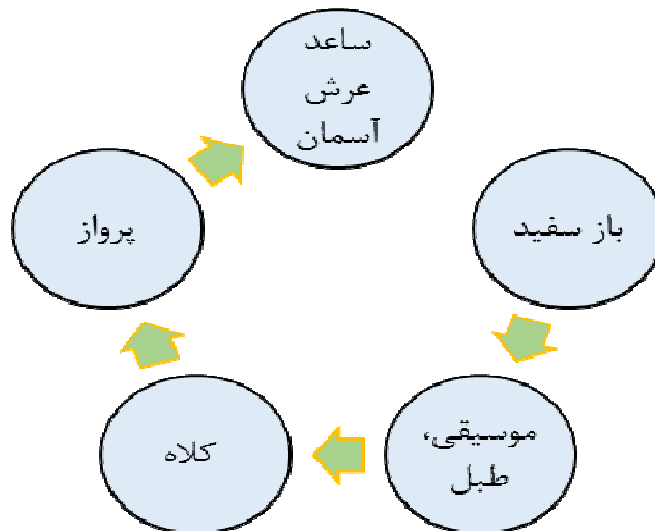 ساعد
عرش
آسمان
باز سفید
پرواز
موسیقی،
طبل
کلاه